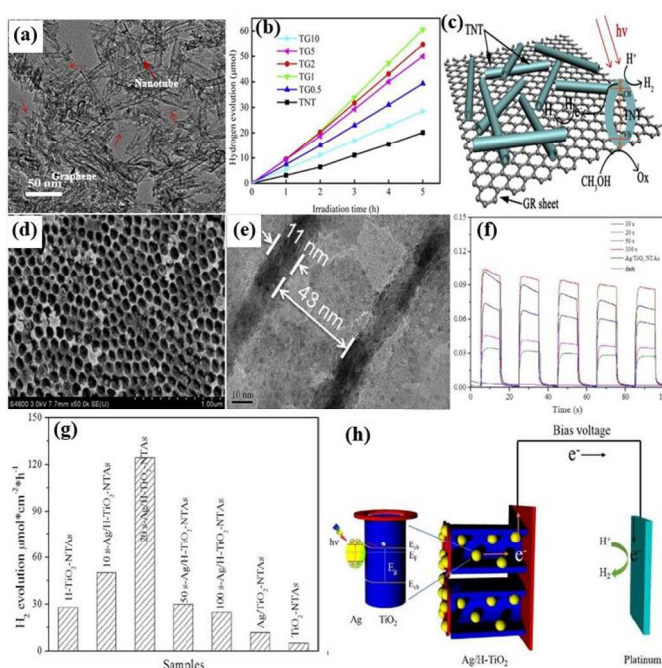 (a)
Nanotube
Graphene
50 nm
(b)
Hydrogen evolution (μmol)
60
50
40
30
20
10
0
TG10
TG5
TG2
TG1
TG0.5
TNT
0 1 2 3 4 5
Irradiation time (h)
(c)
TNT
hν
H⁺
H₂
CH₃OH
Ox
GR sheet
(d)
S4800 3.0kV 7.7mm x50.0k SE(U)
1.00um
(e)
11 nm
43 nm
10 nm
(f)
0.15
0.12
0.09
0.06
0.03
0.00
10 s
20 s
50 s
100 s
Ag/TiO₂ NTAs
dark
0 20 40 60 80
Time (s)
(g)
H₂ evolution μmol*cm⁻²*h⁻¹
150
120
90
60
30
0
H-TiO₂-NTAs
10 s-Ag/H-TiO₂-NTAs
20 s-Ag/H-TiO₂-NTAs
50 s-Ag/H-TiO₂-NTAs
100 s-Ag/H-TiO₂-NTAs
Ag/TiO₂-NTAs
TiO₂-NTAs
Samples
(h)
Bias voltage
e⁻
hν
Ag
TiO₂
e⁻
Ag/H-TiO₂
H⁺
H₂
Platinum